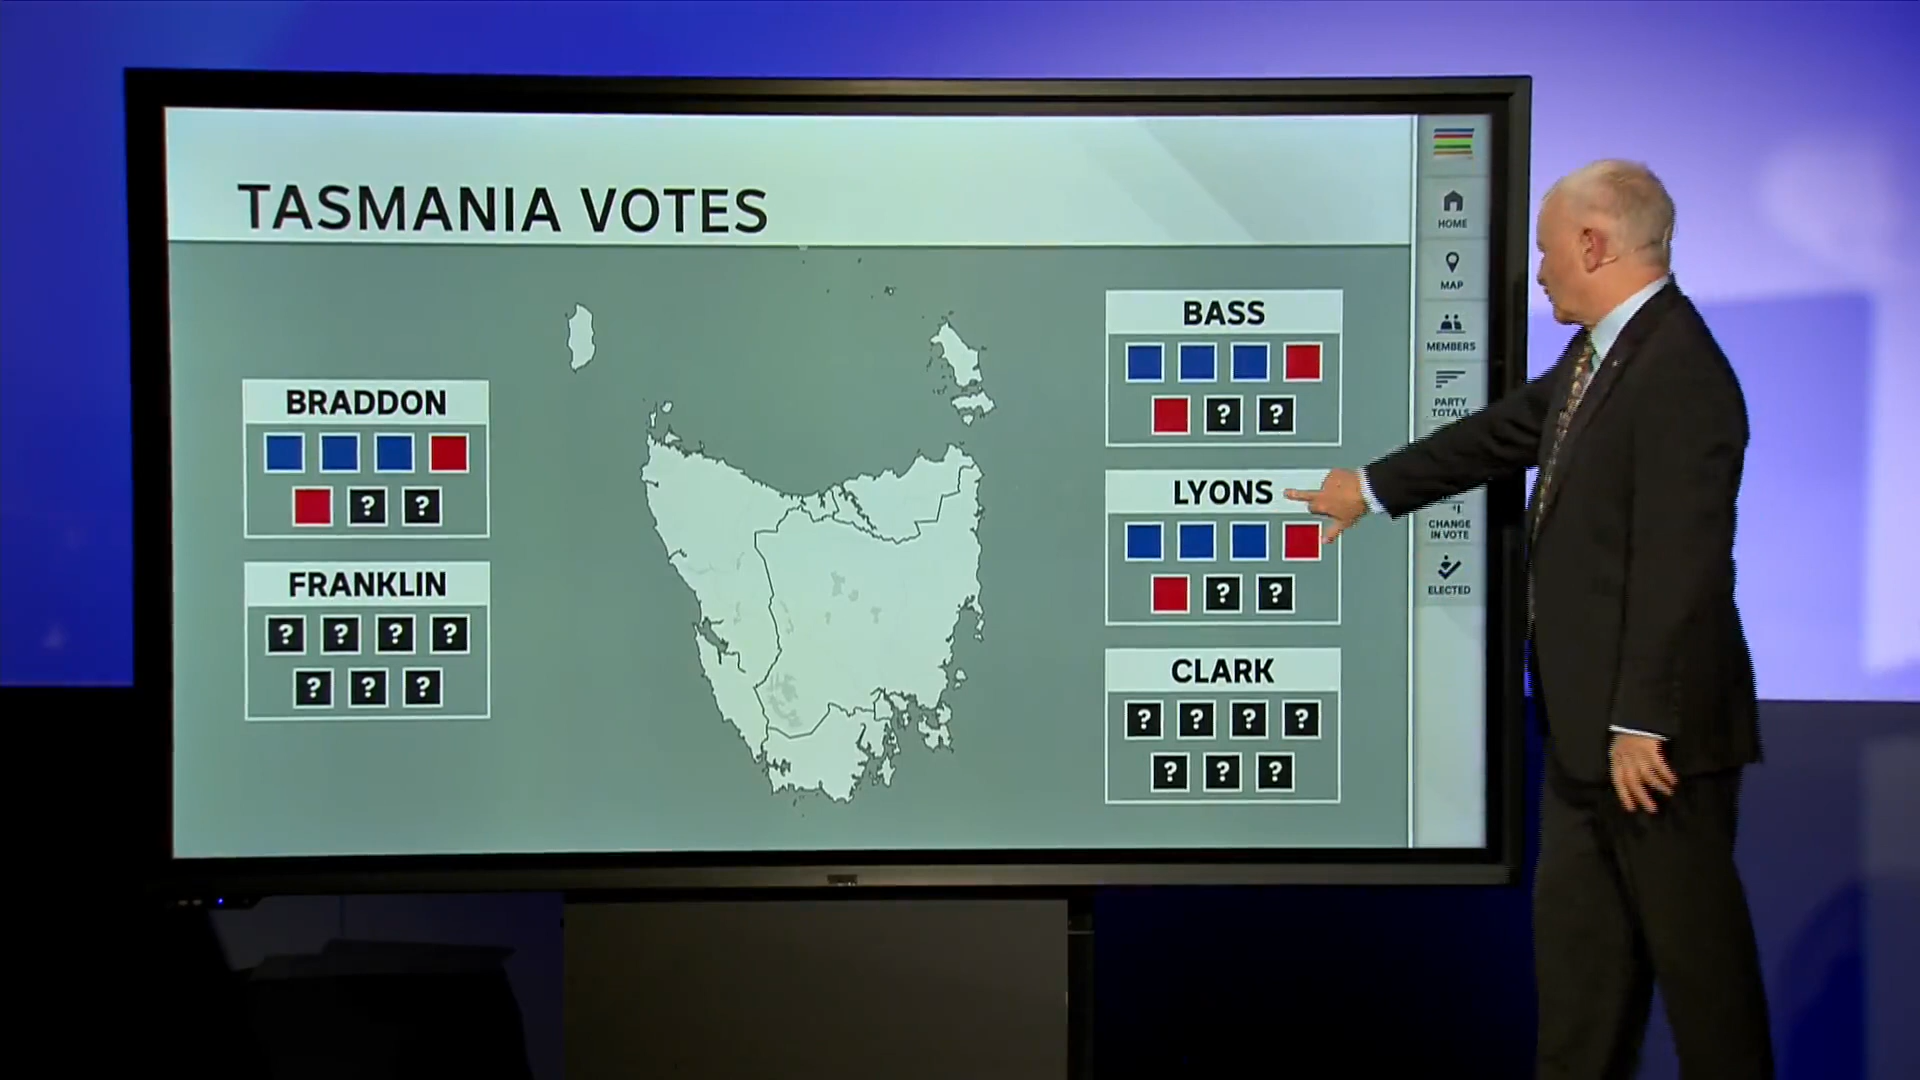 TASMANIA VOTES
BRADDON
? ?
FRANKLIN
? ? ? ?
? ? ?
BASS
? ?
LYONS
? ?
CLARK
? ? ? ?
? ? ?
HOME
MAP
MEMBERS
PARTY
TOTALS
CHANGE
IN VOTE
ELECTED